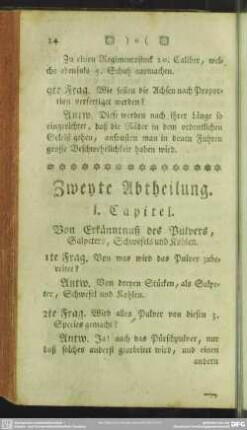 14 )o(
Zu einen Regimentsstuck 20. Caliber, wel-
che ebenfals 5. Schuh ausmachen.
9te Frag. Wie sollen die Achsen nach Propor-
tion verfertiget werden?
Antw. Diese werden nach ihrer Länge so
eingerichtet, daß die Räder in dem ordentlichen
Geleiß gehen, ansonsten man in denen Fuhren
grosse Beschwehrlichkeit haben wird.
Zweyte Abtheilung.
I. Capitel.
Von Erkänntnuß des Pulvers,
Salpeters, Schwefels und Kohlen.
1te Frag. Von was wird das Pulver zube-
reitet?
Antw. Von dreyen Stücken, als Salpe-
ter, Schwefel und Kohlen.
2te Frag. Wird alles Pulver von diesen 3.
Species gemacht?
Antw. Ja! auch das Pürschpulver, nur
daß solches anderst gearbeitet wird, und einen
andern